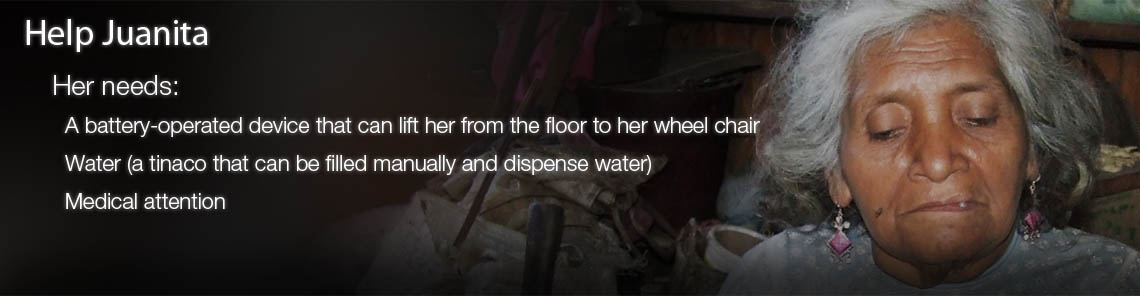 Help Juanita
Her needs:
A battery-operated device that can lift her from the floor to her wheel chair
Water (a tinaco that can be filled manually and dispense water)
Medical attention